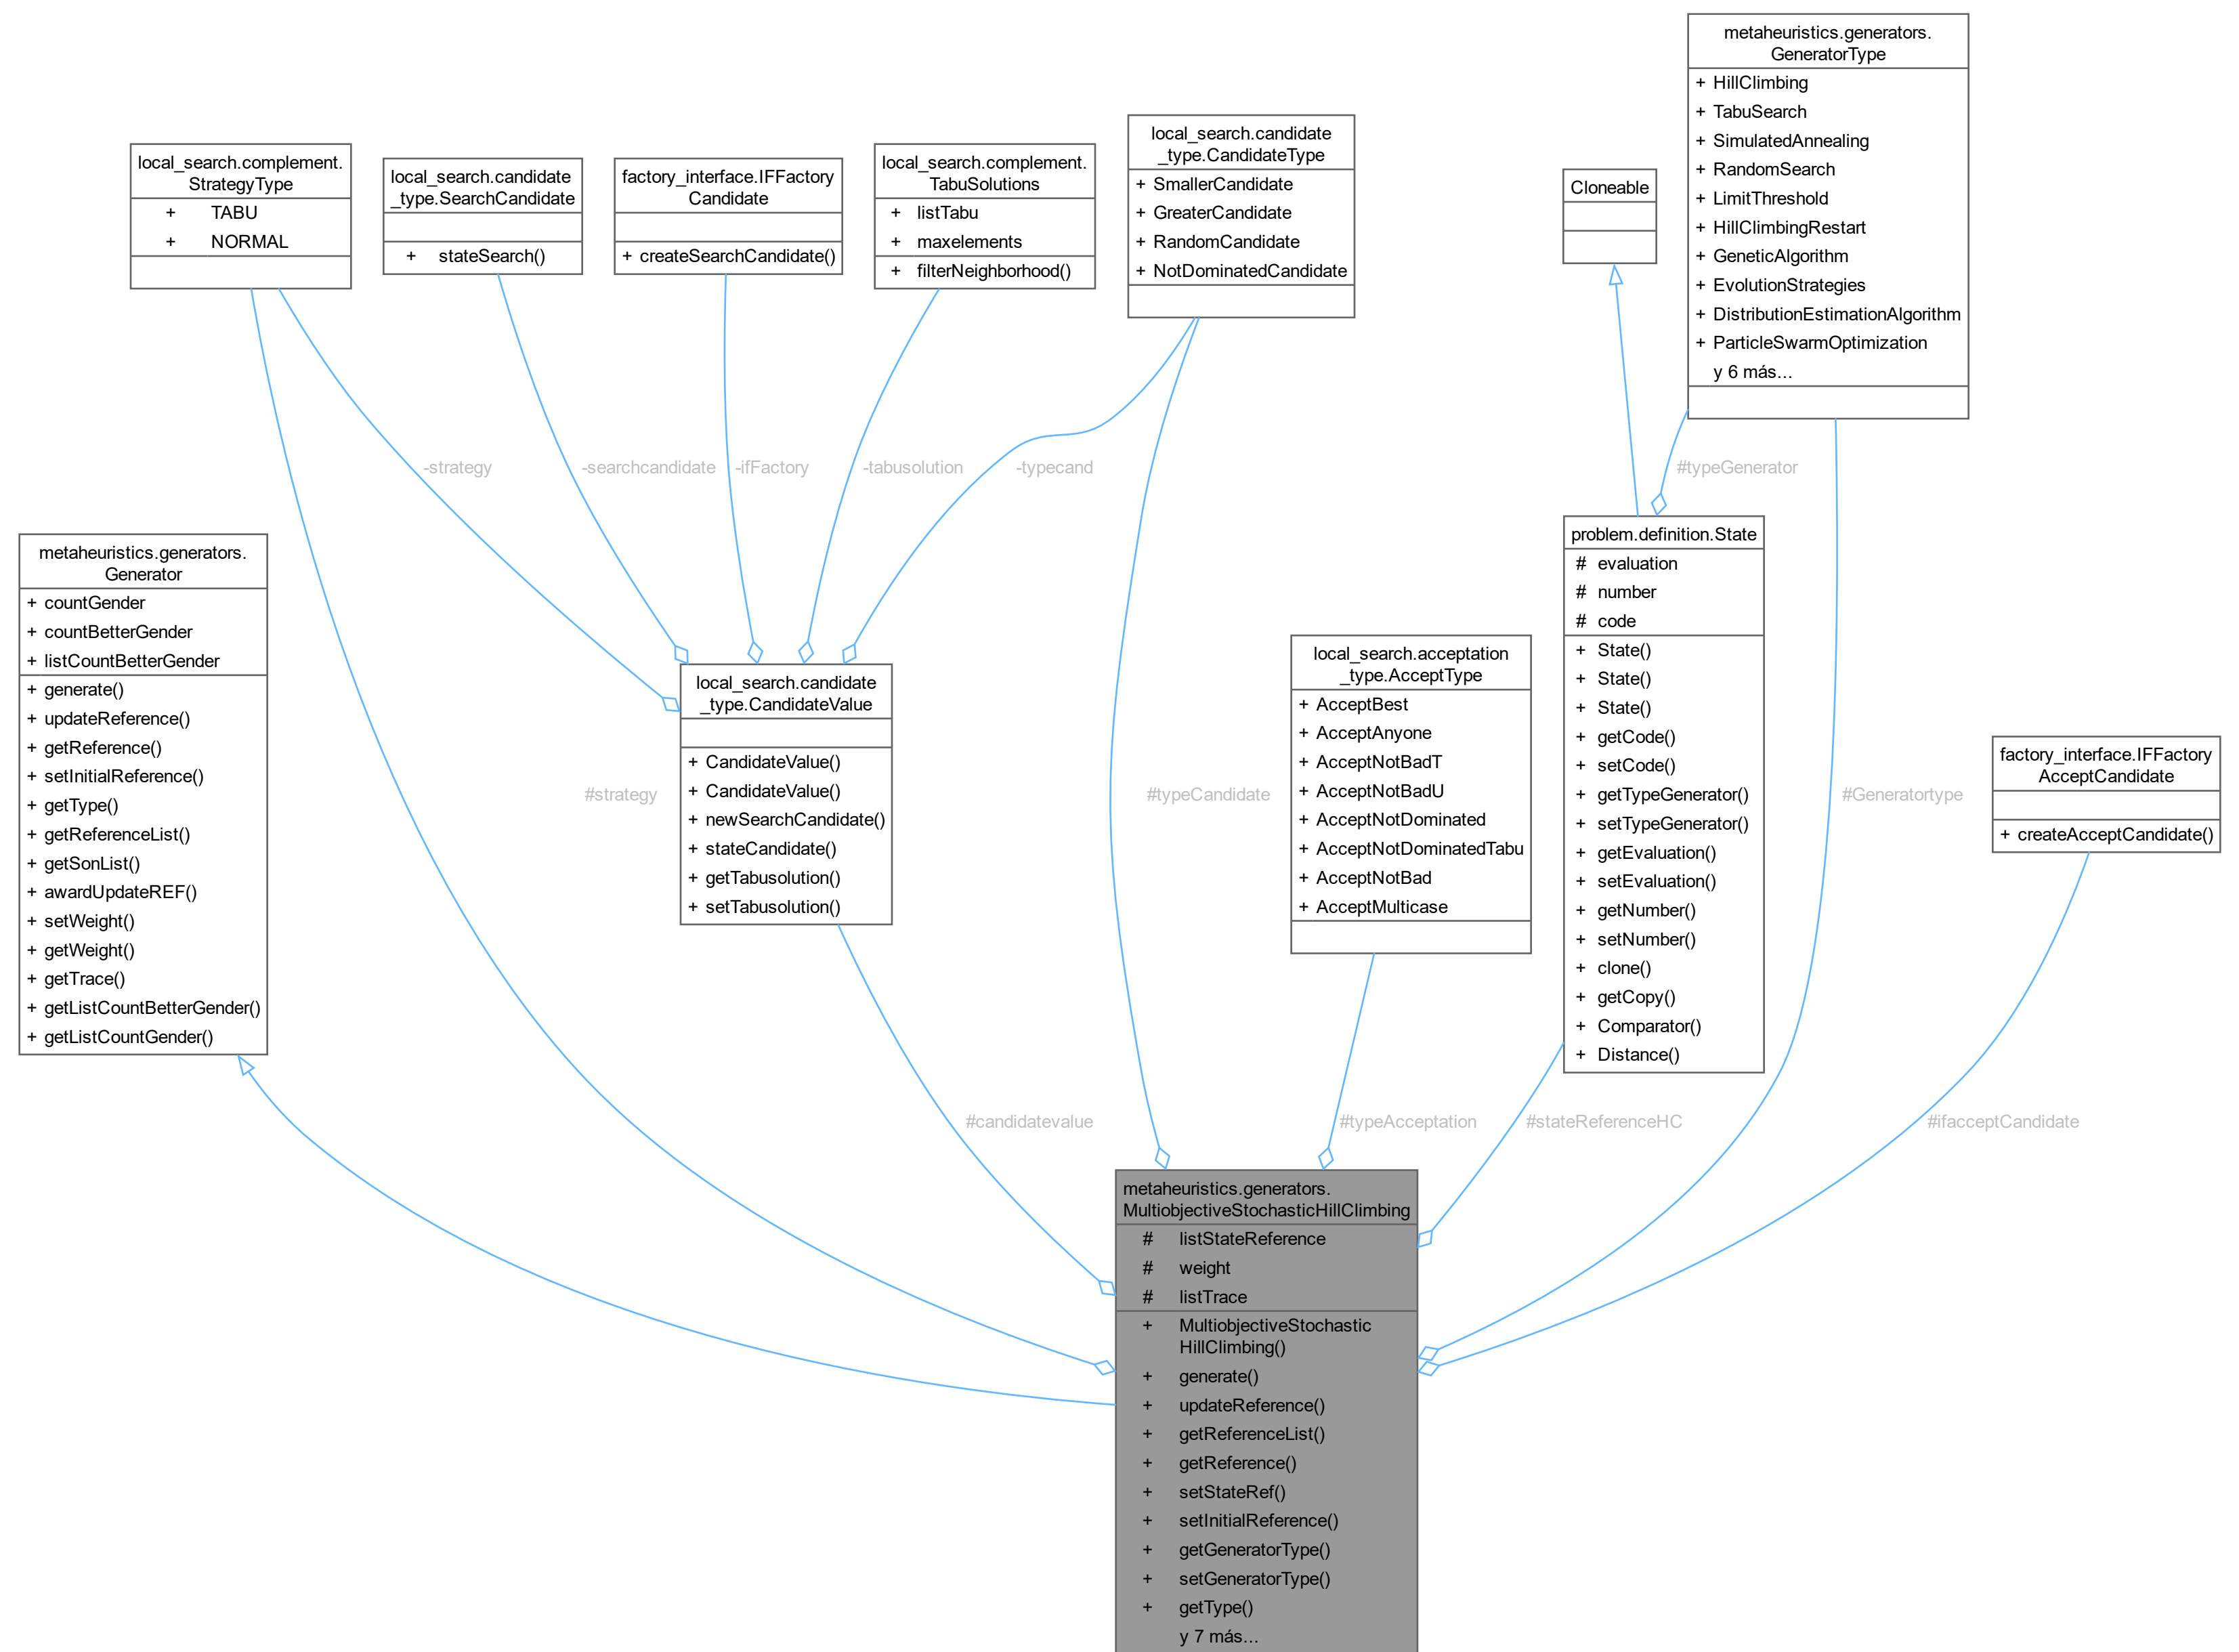 metaheuristics.generators.
GeneratorType
+ HillClimbing
+ TabuSearch
+ SimulatedAnnealing
+ RandomSearch
+ LimitThreshold
+ HillClimbingRestart
+ GeneticAlgorithm
+ EvolutionStrategies
+ DistributionEstimationAlgorithm
+ ParticleSwarmOptimization
y 6 más...
local_search.candidate
_type.CandidateType
+ SmallerCandidate
+ GreaterCandidate
+ RandomCandidate
+ NotDominatedCandidate
local_search.complement.
StrategyType
+ TABU
+ NORMAL
local_search.candidate
_type.SearchCandidate
+ stateSearch()
factory_interface.IFFactory
Candidate
+ createSearchCandidate()
local_search.complement.
TabuSolutions
+ listTabu
+ maxelements
+ filterNeighborhood()
Cloneable
-strategy
-searchcandidate
-ifFactory
-tabusolution
-typecand
#typeGenerator
metaheuristics.generators.
Generator
+ countGender
+ countBetterGender
+ listCountBetterGender
+ generate()
+ updateReference()
+ getReference()
+ setInitialReference()
+ getType()
+ getReferenceList()
+ getSonList()
+ awardUpdateREF()
+ setWeight()
+ getWeight()
+ getTrace()
+ getListCountBetterGender()
+ getListCountGender()
#strategy
local_search.candidate
_type.CandidateValue
+ CandidateValue()
+ CandidateValue()
+ newSearchCandidate()
+ stateCandidate()
+ getTabusolution()
+ setTabusolution()
#typeCandidate
local_search.acceptation
_type.AcceptType
+ AcceptBest
+ AcceptAnyone
+ AcceptNotBadT
+ AcceptNotBadU
+ AcceptNotDominated
+ AcceptNotDominatedTabu
+ AcceptNotBad
+ AcceptMulticase
problem.definition.State
# evaluation
# number
# code
+ State()
+ State()
+ State()
+ getCode()
+ setCode()
+ getTypeGenerator()
+ setTypeGenerator()
+ getEvaluation()
+ setEvaluation()
+ getNumber()
+ setNumber()
+ clone()
+ getCopy()
+ Comparator()
+ Distance()
#Generatortype
factory_interface.IFFactory
AcceptCandidate
+ createAcceptCandidate()
#candidatevalue
#typeAcceptation
#stateReferenceHC
#ifacceptCandidate
metaheuristics.generators.
MultiobjectiveStochasticHillClimbing
# listStateReference
# weight
# listTrace
+ MultiobjectiveStochastic
HillClimbing()
+ generate()
+ updateReference()
+ getReferenceList()
+ getReference()
+ setStateRef()
+ setInitialReference()
+ getGeneratorType()
+ setGeneratorType()
+ getType()
y 7 más...